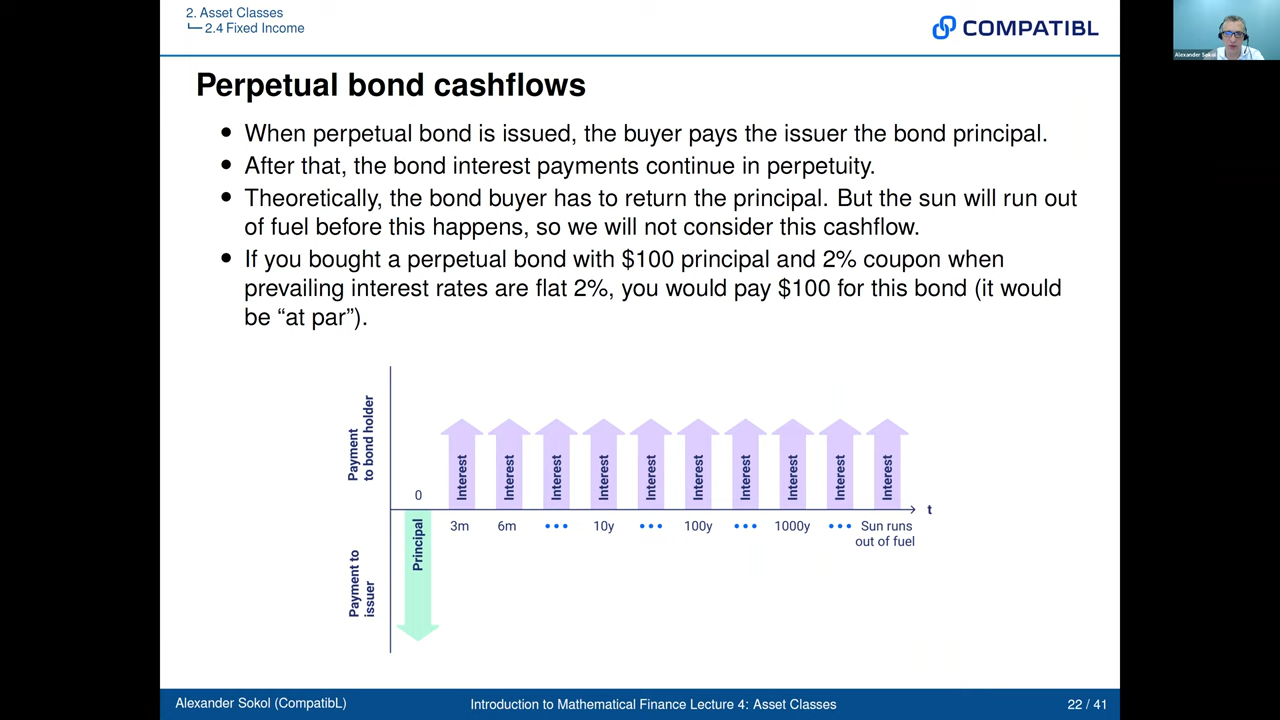 2. Asset Classes
2.4 Fixed Income
COMPATIBL
Alexander Sokol
Perpetual bond cashflows
• When perpetual bond is issued, the buyer pays the issuer the bond principal.
• After that, the bond interest payments continue in perpetuity.
• Theoretically, the bond buyer has to return the principal. But the sun will run out
of fuel before this happens, so we will not consider this cashflow.
• If you bought a perpetual bond with $100 principal and 2% coupon when
prevailing interest rates are flat 2%, you would pay $100 for this bond (it would
be “at par”).
Payment
to bond holder
Payment to
issuer
0
Principal
Interest
Interest
Interest
Interest
Interest
Interest
Interest
Interest
Interest
Interest
t
3m 6m ••• 10y ••• 100y ••• 1000y ••• Sun runs
out of fuel
Alexander Sokol (CompatibL) Introduction to Mathematical Finance Lecture 4: Asset Classes 22 / 41